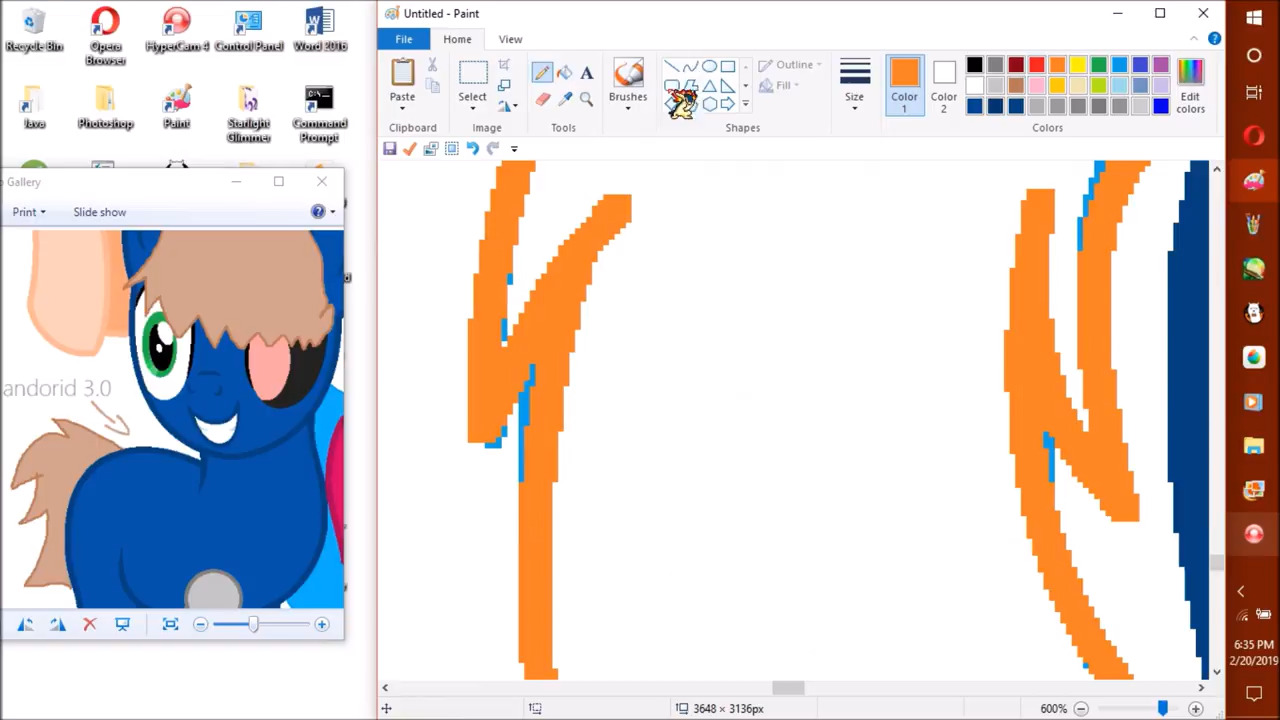 Recycle Bin
Opera Browser
HyperCam 4
Control Panel
Word 2016
Java
Photoshop
Paint
Starlight Glimmer
Command Prompt
Gallery
Print
Slide show
andorid 3.0
Untitled - Paint
File
Home
View
Paste
Select
Brushes
Outline
Fill
Size
Color 1
Color 2
Edit colors
Clipboard
Image
Tools
Shapes
Colors
3648 × 3136px
600%
6:35 PM
2/20/2019